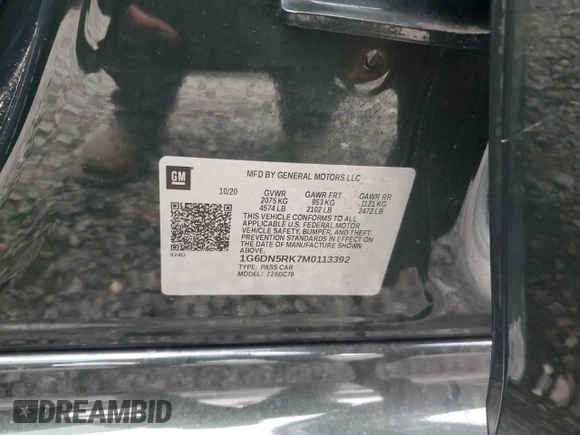 GM
MFD BY GENERAL MOTORS LLC
10/20 GVWR GAWR FRT GAWR RR
2075 KG 953 KG 1121 KG
4574 LB 2102 LB 2472 LB
THIS VEHICLE CONFORMS TO ALL
APPLICABLE U.S. FEDERAL MOTOR
VEHICLE SAFETY, BUMPER, AND THEFT
PREVENTION STANDARDS IN EFFECT ON
THE DATE OF MANUFACTURE SHOWN
ABOVE.
1G6DN5RK7M0113392
TYPE: PASS CAR
MODEL: 726DC79
DREAMBID